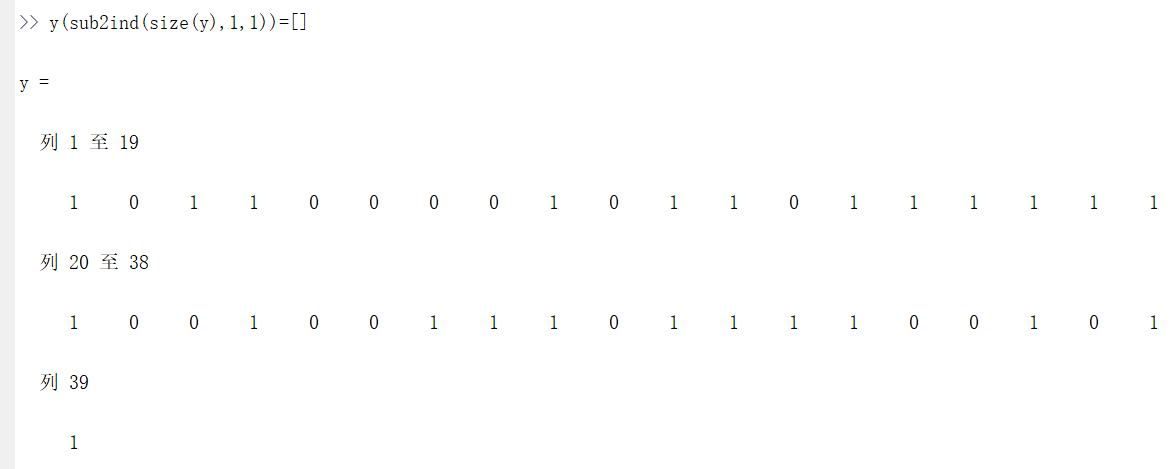 >> y(sub2ind(size(y),1,1))=[]
y =
列 1 至 19
1 0 1 1 0 0 0 0 1 0 1 1 0 1 1 1 1 1 1
列 20 至 38
1 0 0 1 0 0 1 1 1 0 1 1 1 1 0 0 1 0 1
列 39
1